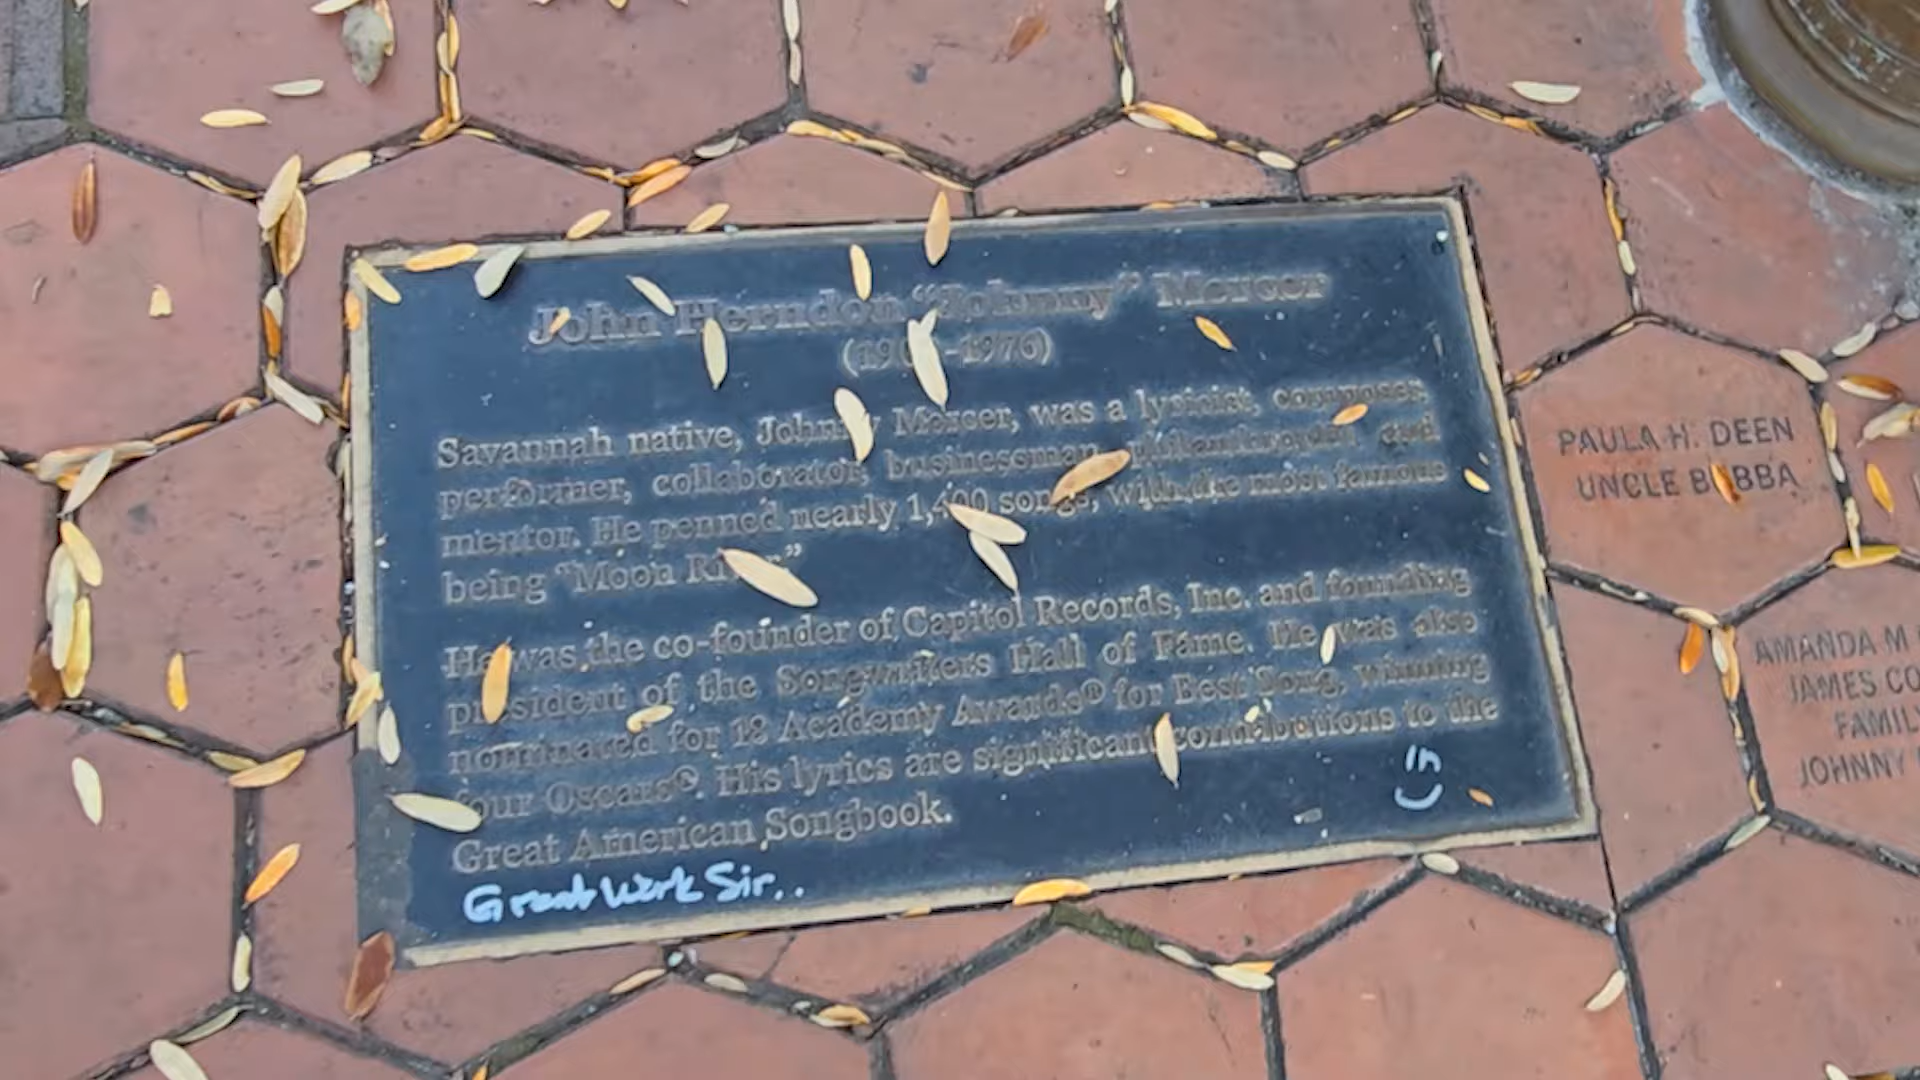 John Herndon "Johnny" Mercer
(19 -1976)
Savannah native, Johnny Mercer, was a lyricist, composer,
performer, collaborator, businessman, philanthropist, and
mentor. He penned nearly 1,400 songs, with the most famous
being "Moon River."
He was the co-founder of Capitol Records, Inc. and founding
president of the Songwriters Hall of Fame. He was also
nominated for 18 Academy Awards® for Best Song, winning
four Oscars®. His lyrics are significant contributions to the
Great American Songbook.
Great Work Sir..
PAULA H. DEEN
UNCLE BUBBA
AMANDA M
JAMES CO
FAMILY
JOHNNY